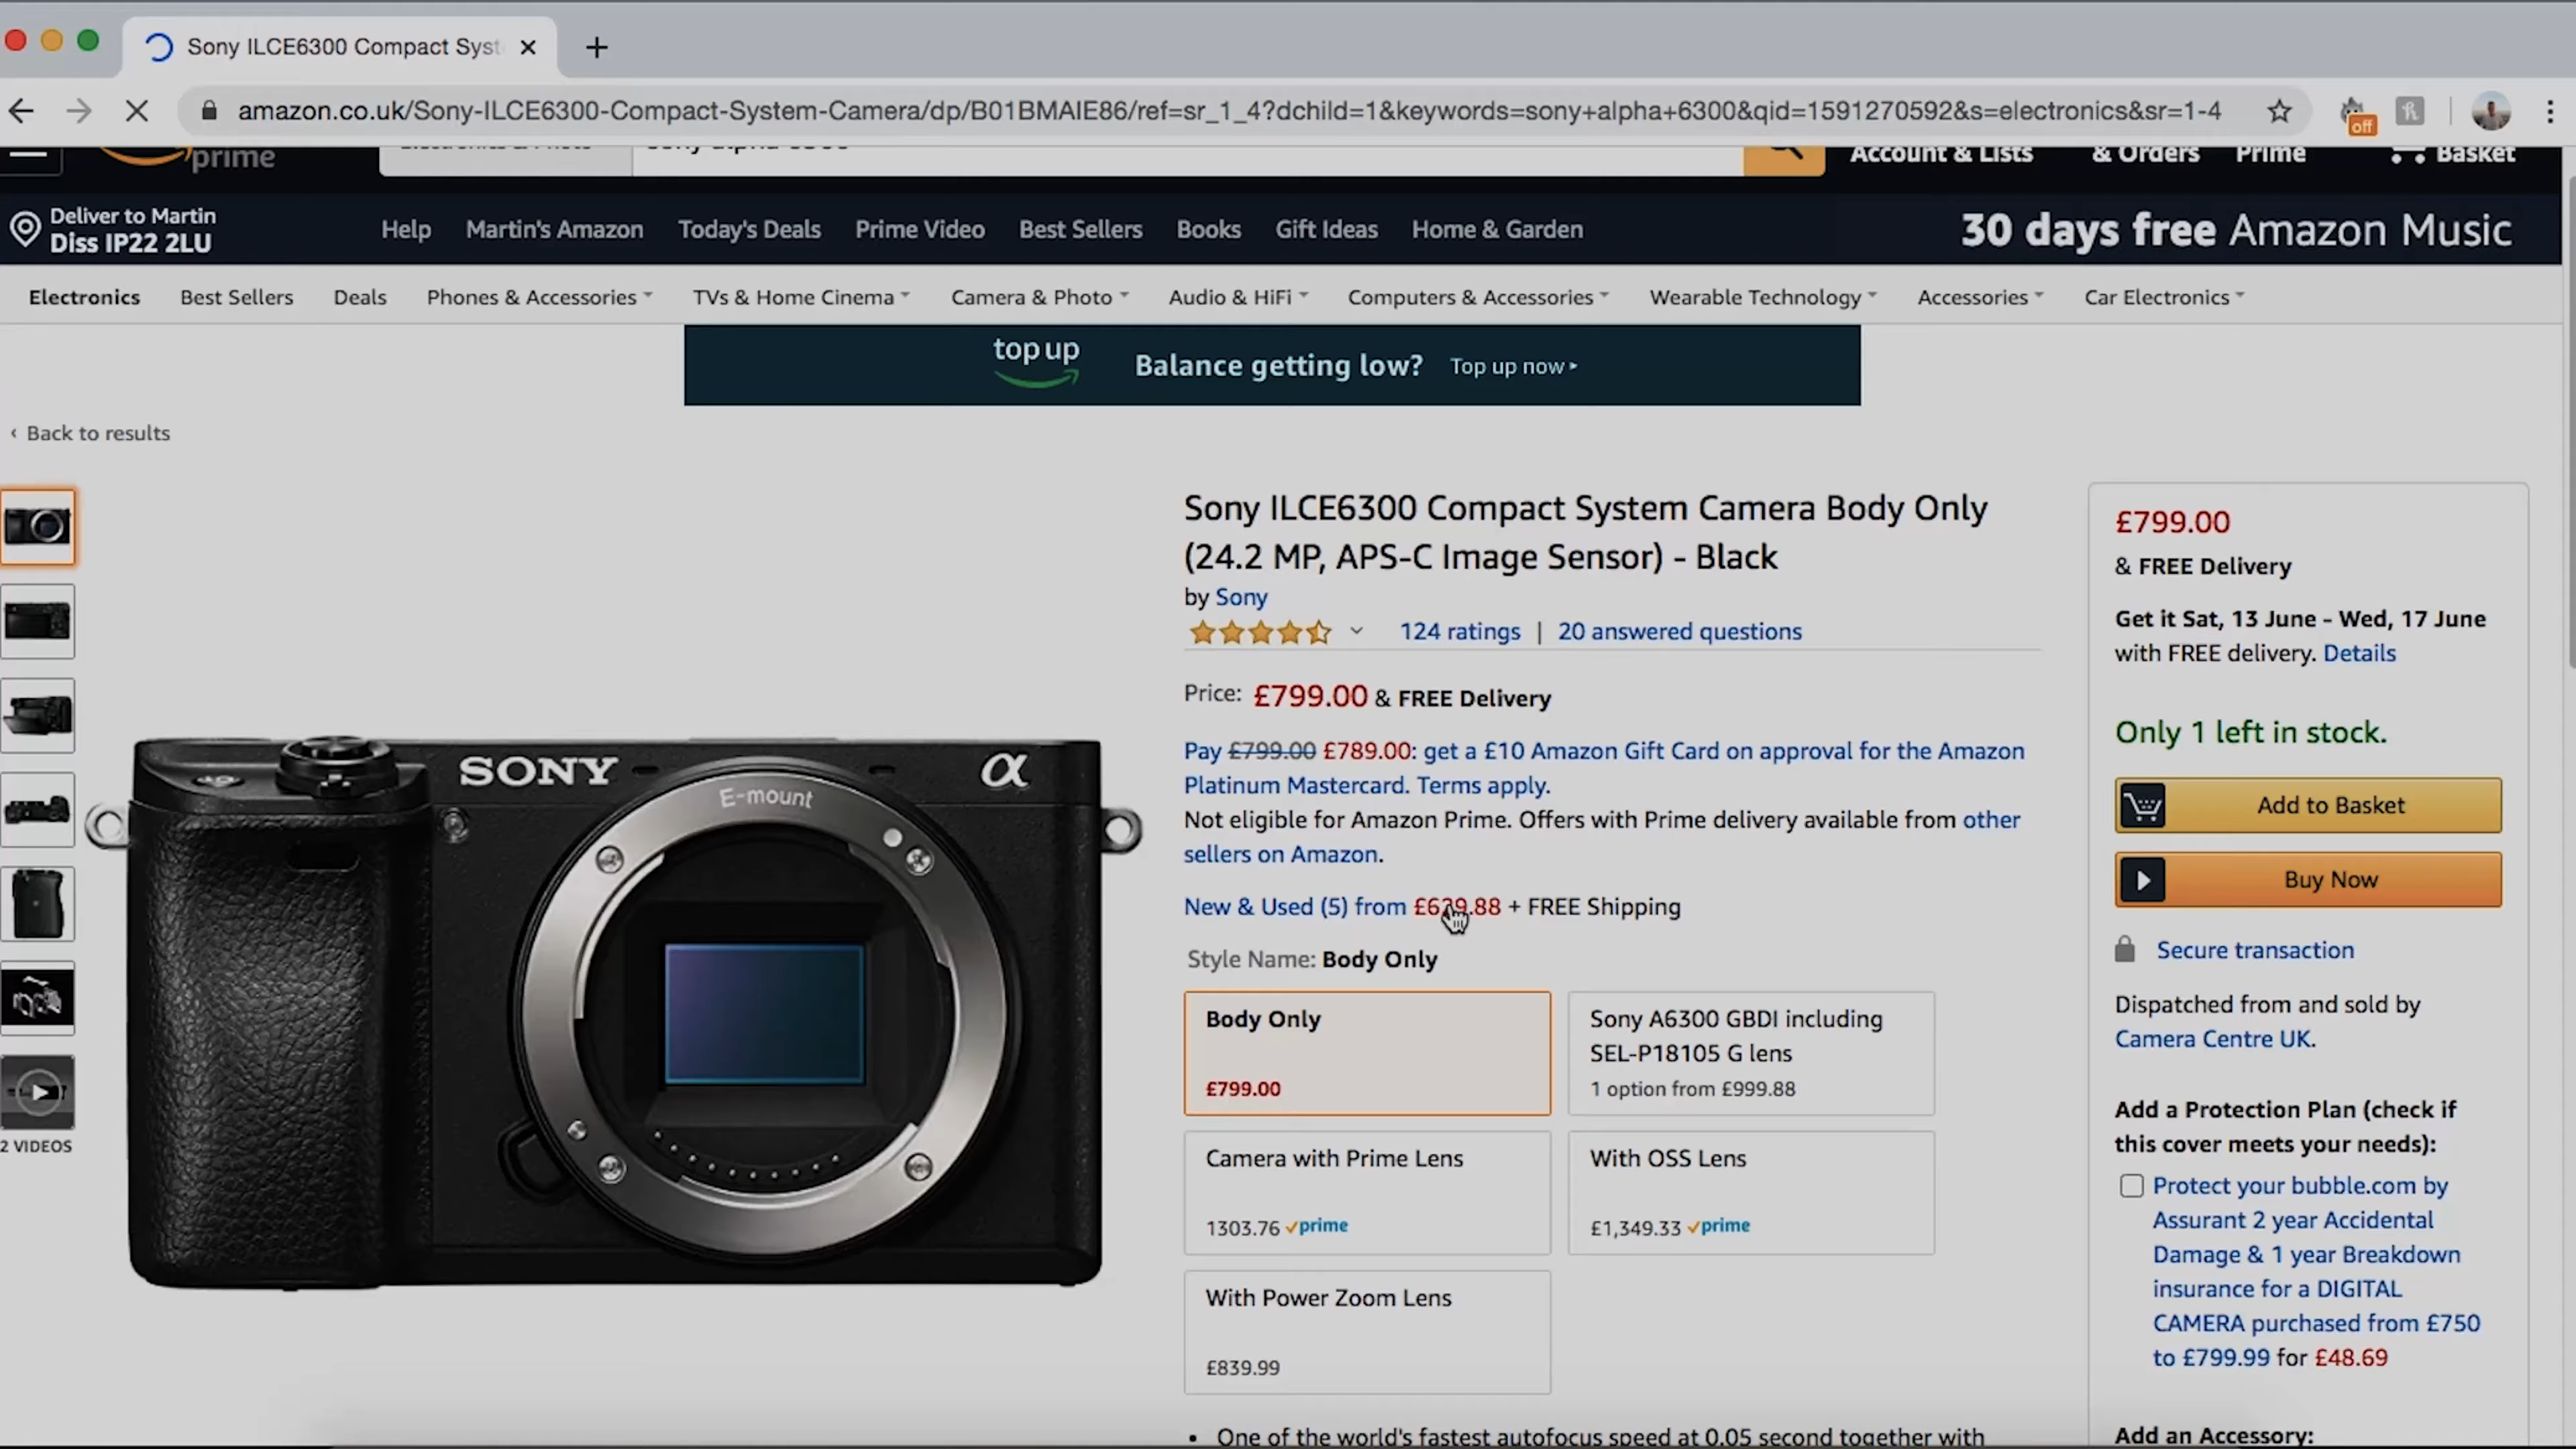 Sony ILCE6300 Compact Syst
amazon.co.uk/Sony-ILCE6300-Compact-System-Camera/dp/B01BMAIE86/ref=sr_1_4?dchild=1&keywords=sony+alpha+6300&qid=1591270592&s=electronics&sr=1-4
off
prime
Account & Lists
& Orders
Prime
Basket
Deliver to Martin
Diss IP22 2LU
Help Martin's Amazon Today's Deals Prime Video Best Sellers Books Gift Ideas Home & Garden
30 days free Amazon Music
Electronics Best Sellers Deals Phones & Accessories TVs & Home Cinema Camera & Photo Audio & HiFi Computers & Accessories Wearable Technology Accessories Car Electronics
top up
Balance getting low? Top up now ▸
‹ Back to results
SONY
α
E-mount
2 VIDEOS
Sony ILCE6300 Compact System Camera Body Only
(24.2 MP, APS-C Image Sensor) - Black
by Sony
124 ratings | 20 answered questions
Price: £799.00 & FREE Delivery
Pay £799.00 £789.00: get a £10 Amazon Gift Card on approval for the Amazon
Platinum Mastercard. Terms apply.
Not eligible for Amazon Prime. Offers with Prime delivery available from other
sellers on Amazon.
New & Used (5) from £639.88 + FREE Shipping
Style Name: Body Only
Body Only
£799.00
Sony A6300 GBDI including
SEL-P18105 G lens
1 option from £999.88
Camera with Prime Lens
1303.76 prime
With OSS Lens
£1,349.33 prime
With Power Zoom Lens
£839.99
• One of the world's fastest autofocus speed at 0.05 second together with
£799.00
& FREE Delivery
Get it Sat, 13 June - Wed, 17 June
with FREE delivery. Details
Only 1 left in stock.
Add to Basket
Buy Now
Secure transaction
Dispatched from and sold by
Camera Centre UK.
Add a Protection Plan (check if
this cover meets your needs):
Protect your bubble.com by
Assurant 2 year Accidental
Damage & 1 year Breakdown
insurance for a DIGITAL
CAMERA purchased from £750
to £799.99 for £48.69
Add an Accessory: